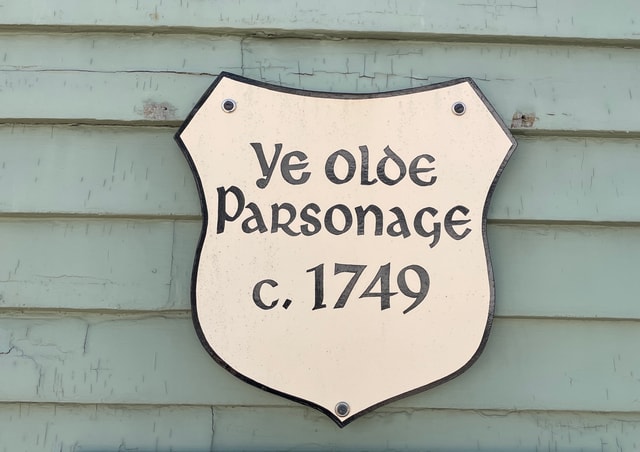 Ye Olde
Parsonage
c. 1749